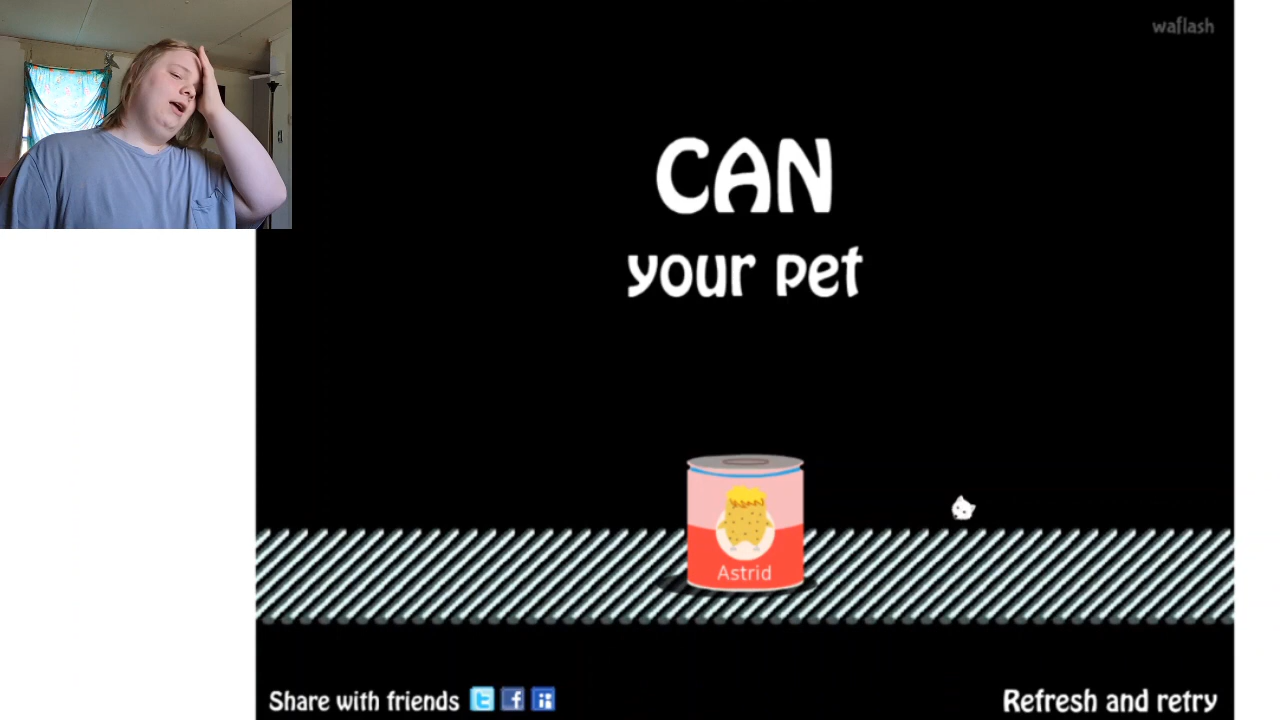 waflash
CAN
your pet
Astrid
Share with friends
Refresh and retry